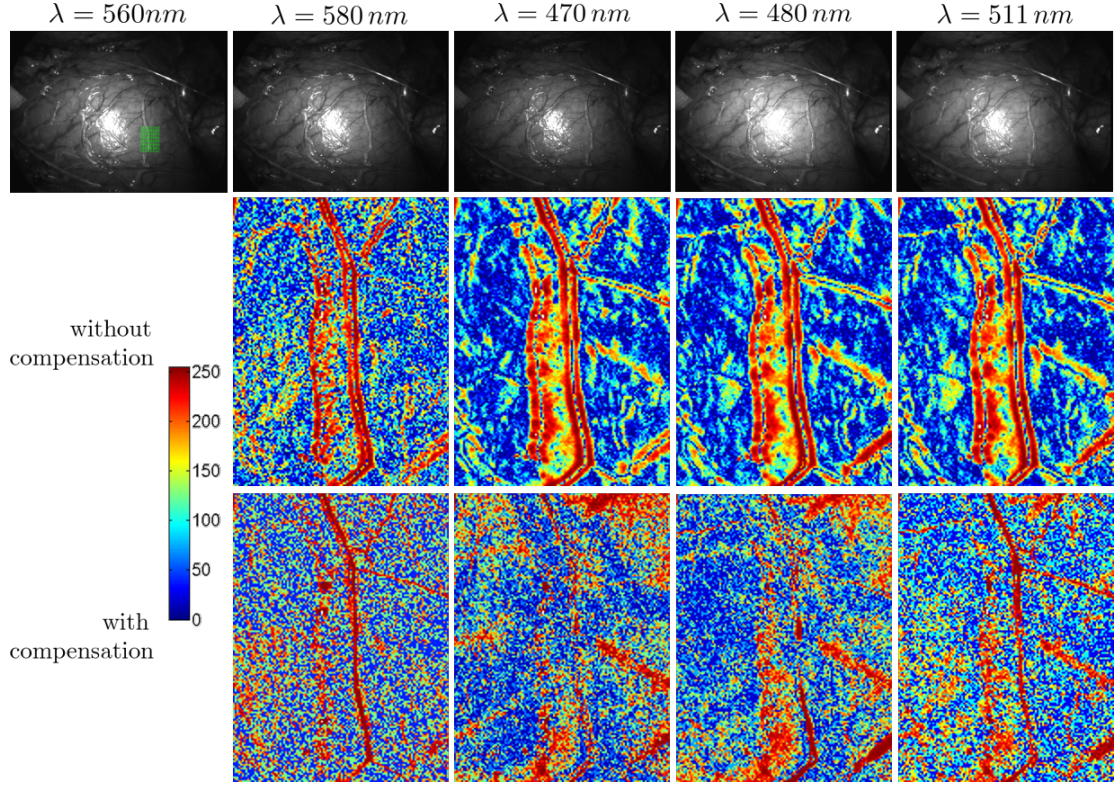 λ = 560nm
λ = 580 nm
λ = 470 nm
λ = 480 nm
λ = 511 nm
without
compensation
250
200
150
100
50
0
with
compensation